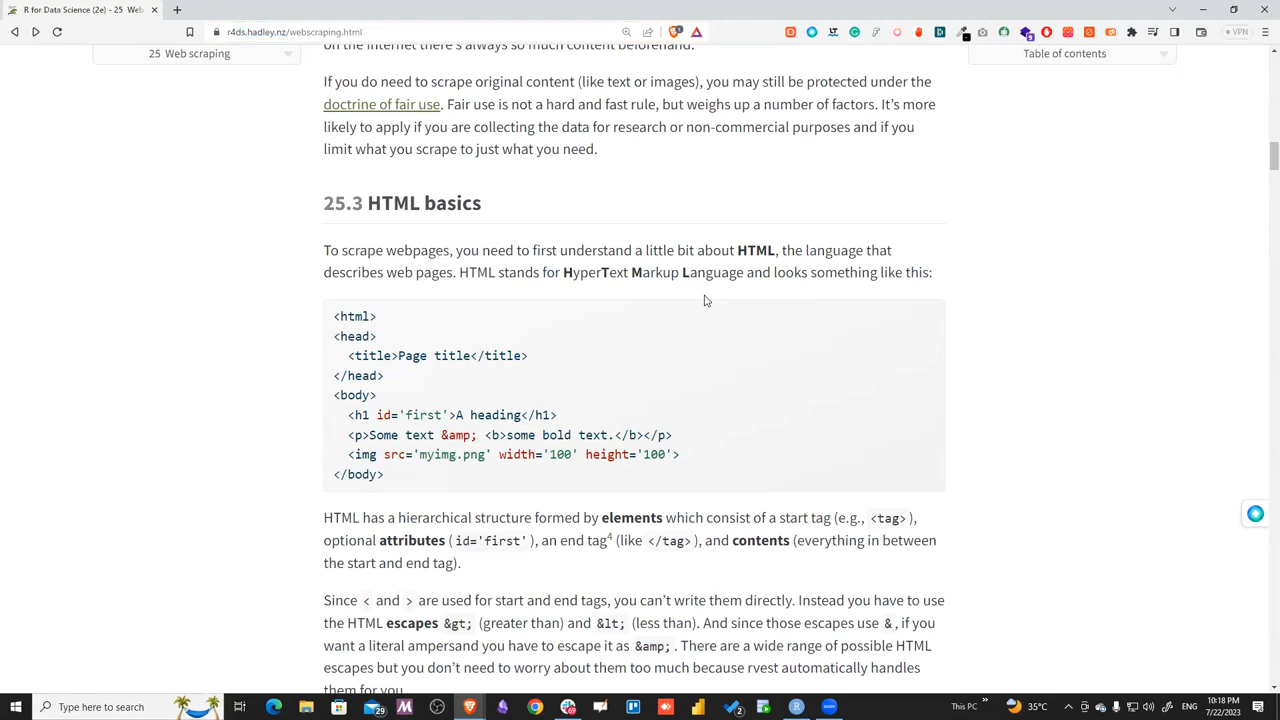 R for Data Science (2e) - 25 Web
r4ds.hadley.nz/webscraping.html
VPN
on the internet there's always so much content beforehand.
25 Web scraping
Table of contents
If you do need to scrape original content (like text or images), you may still be protected under the
doctrine of fair use. Fair use is not a hard and fast rule, but weighs up a number of factors. It's more
likely to apply if you are collecting the data for research or non-commercial purposes and if you
limit what you scrape to just what you need.
25.3 HTML basics
To scrape webpages, you need to first understand a little bit about HTML, the language that
describes web pages. HTML stands for HyperText Markup Language and looks something like this:
<html>
<head>
  <title>Page title</title>
</head>
<body>
  <h1 id='first'>A heading</h1>
  <p>Some text &amp; <b>some bold text.</b></p>
  <img src='myimg.png' width='100' height='100'>
</body>
HTML has a hierarchical structure formed by elements which consist of a start tag (e.g., <tag>),
optional attributes (id='first'), an end tag4 (like </tag>), and contents (everything in between
the start and end tag).
Since < and > are used for start and end tags, you can't write them directly. Instead you have to use
the HTML escapes &gt; (greater than) and &lt; (less than). And since those escapes use &, if you
want a literal ampersand you have to escape it as &amp;. There are a wide range of possible HTML
escapes but you don't need to worry about them too much because rvest automatically handles
them for you.
Type here to search
29
2
This PC
35°C
10:18 PM
7/22/2023